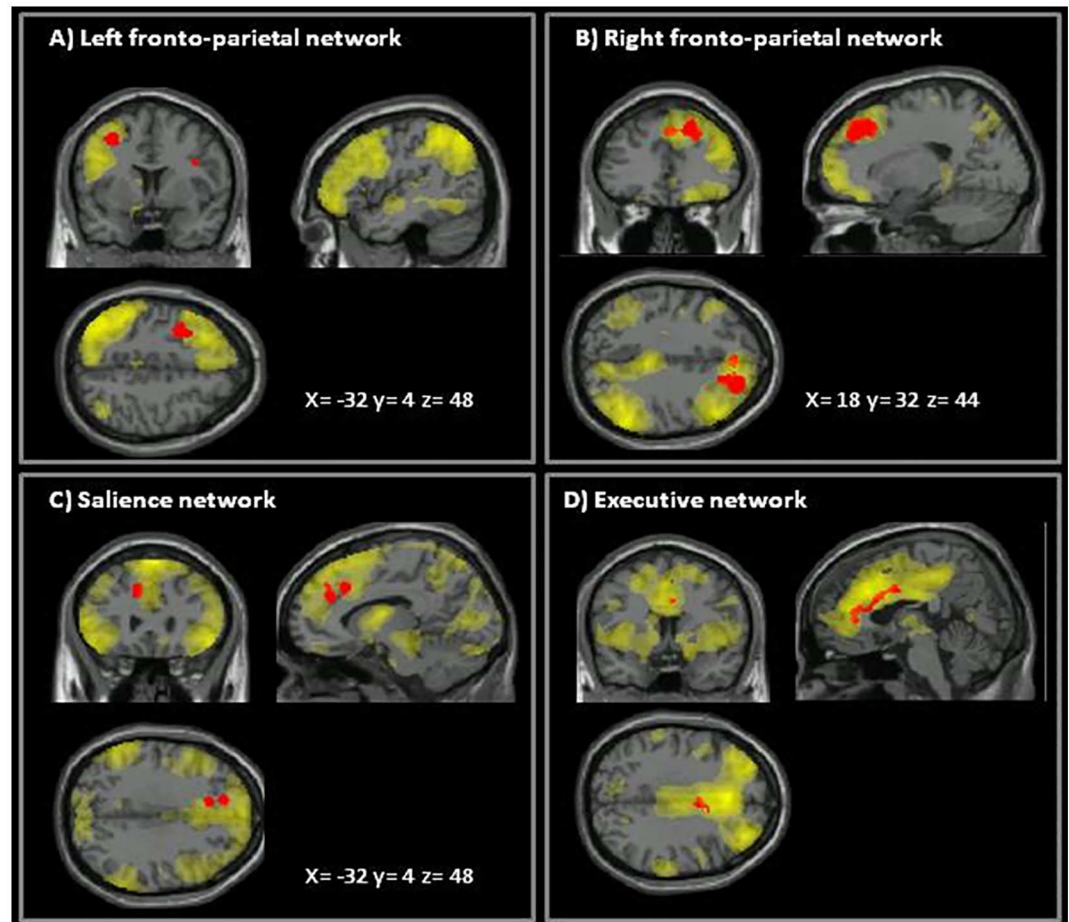 A) Left fronto-parietal network
X= -32 y= 4 z= 48
B) Right fronto-parietal network
X= 18 y= 32 z= 44
C) Salience network
X= -32 y= 4 z= 48
D) Executive network